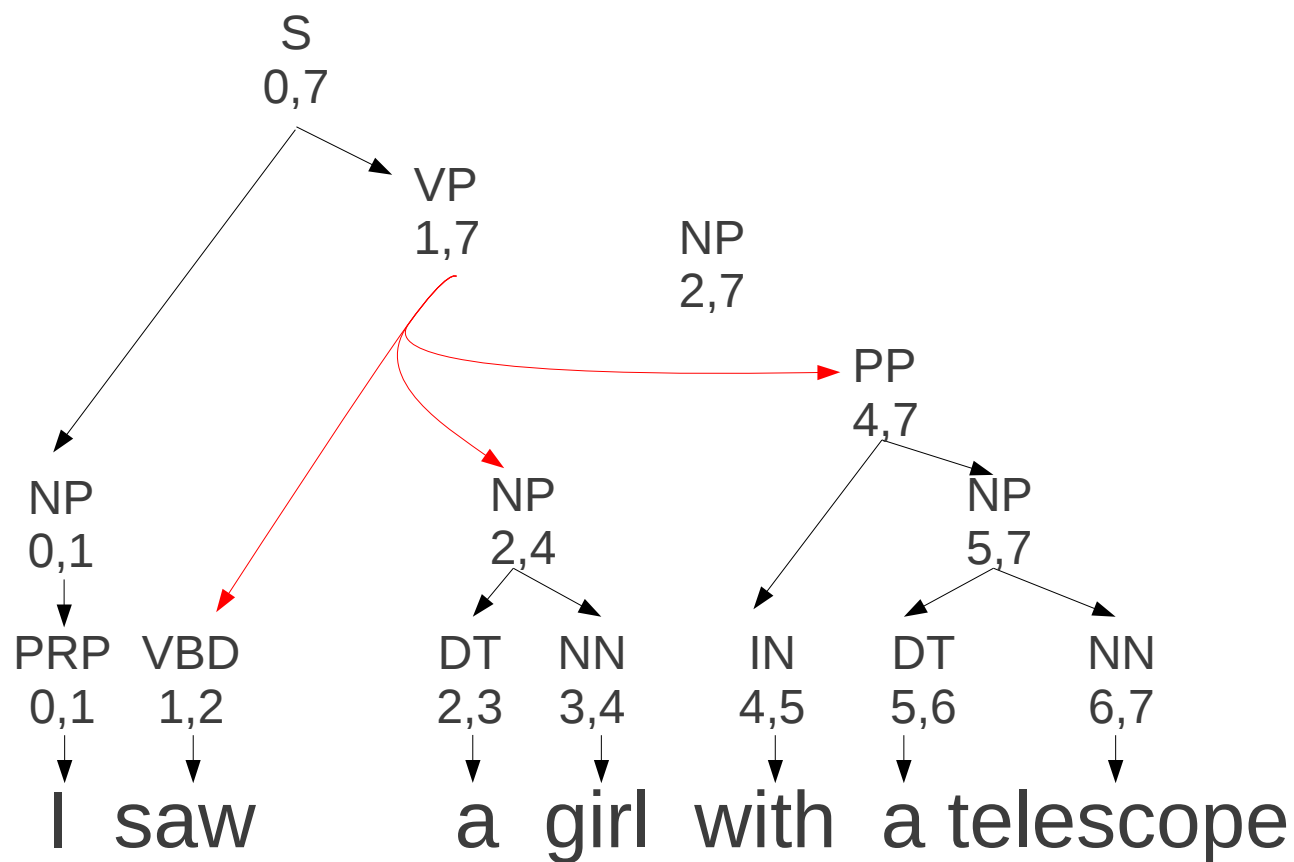 S
0,7
VP
1,7
NP
2,7
PP
4,7
NP
0,1
NP
2,4
NP
5,7
PRP VBD DT NN IN DT NN
0,1 1,2 2,3 3,4 4,5 5,6 6,7
I saw a girl with a telescope